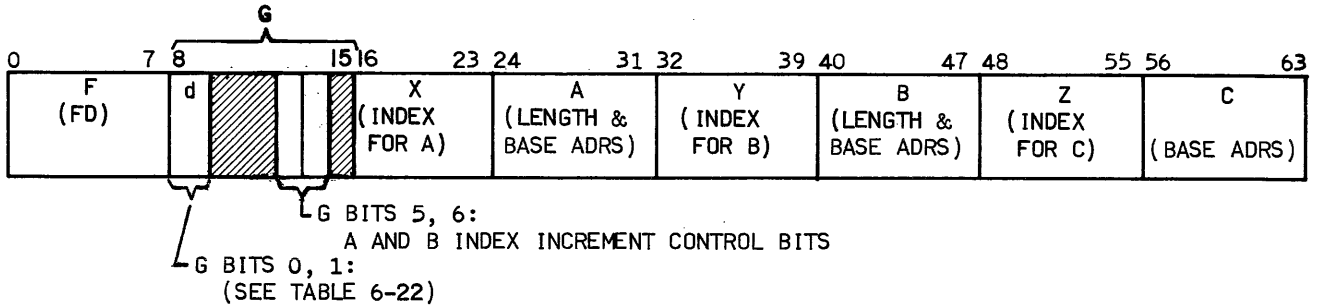 G
0 7 8 15 16 23 24 31 32 39 40 47 48 55 56 63
F d X A Y B Z C
(FD) (INDEX (LENGTH & (INDEX (LENGTH & (INDEX
FOR A) BASE ADRS) FOR B) BASE ADRS) FOR C) (BASE ADRS)
G BITS 5, 6:
A AND B INDEX INCREMENT CONTROL BITS
G BITS 0, 1:
(SEE TABLE 6-22)